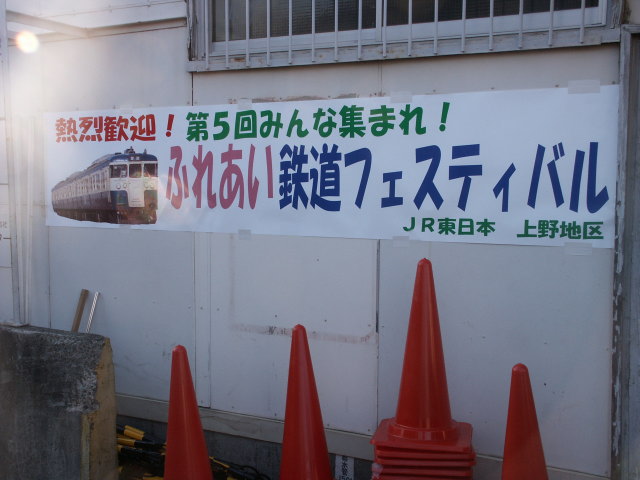 熱烈歓迎！第５回みんな集まれ！
ふれあい鉄道フェスティバル
ＪＲ東日本　上野地区